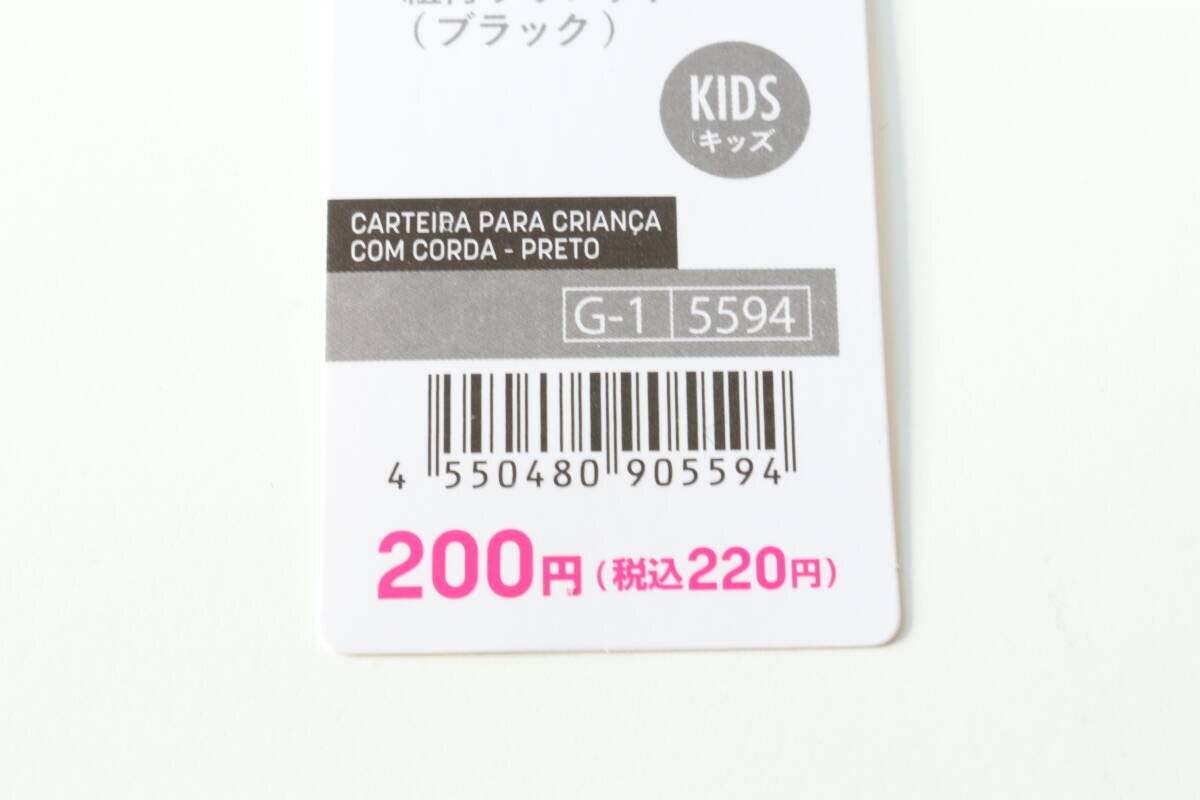 (ブラック)
KIDS
キッズ
CARTEIRA PARA CRIANÇA
COM CORDA - PRETO
G-1 5594
4 550480 905594
200円(税込220円)